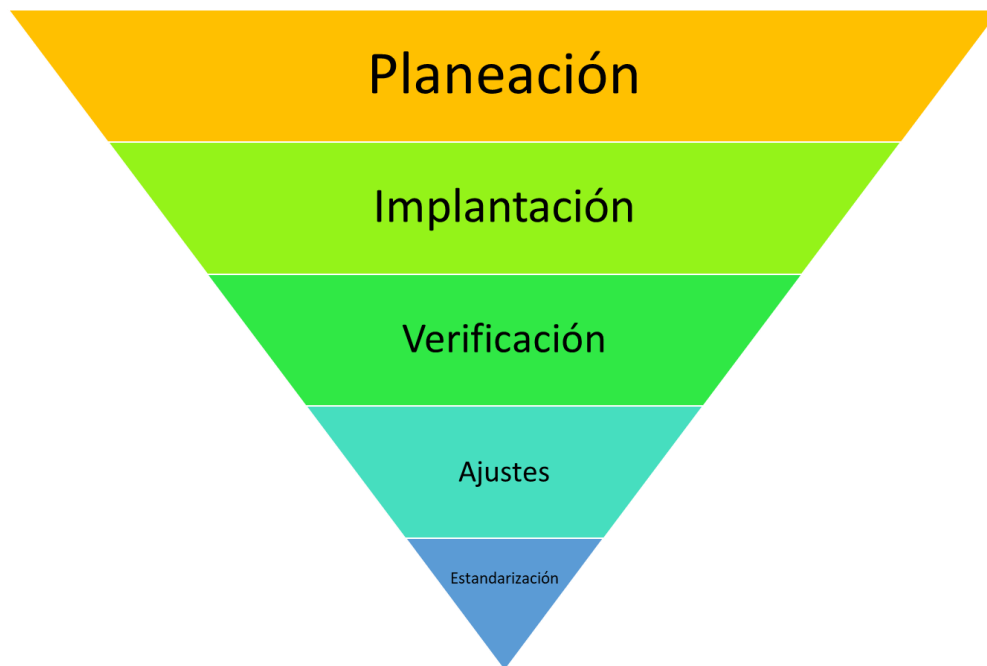 Planeación
Implantación
Verificación
Ajustes
Estandarización